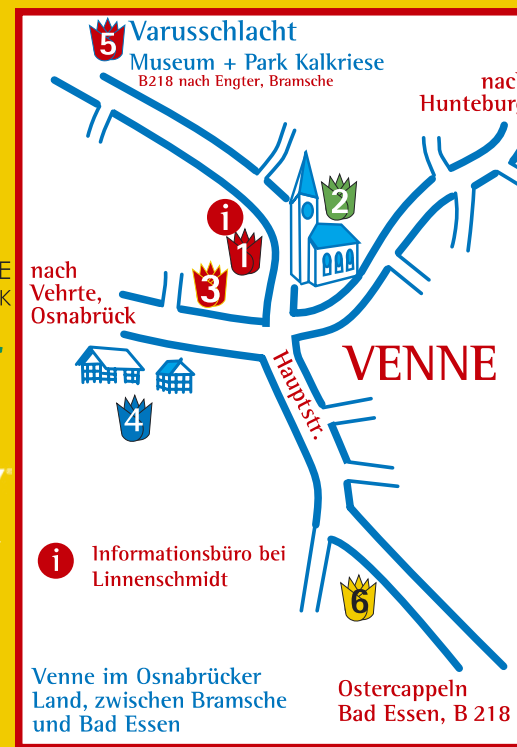 5 Varusschlacht
Museum + Park Kalkriese
B218 nach Engter, Bramsche
Hunteburg
2
i
1
3
nach
Vehrte,
Osnabrück
E
K
VENNE
Hauptstr.
4
i Informationsbüro bei
Linnenschmidt
6
Venne im Osnabrücker
Land, zwischen Bramsche
und Bad Essen
Ostercappeln
Bad Essen, B 218